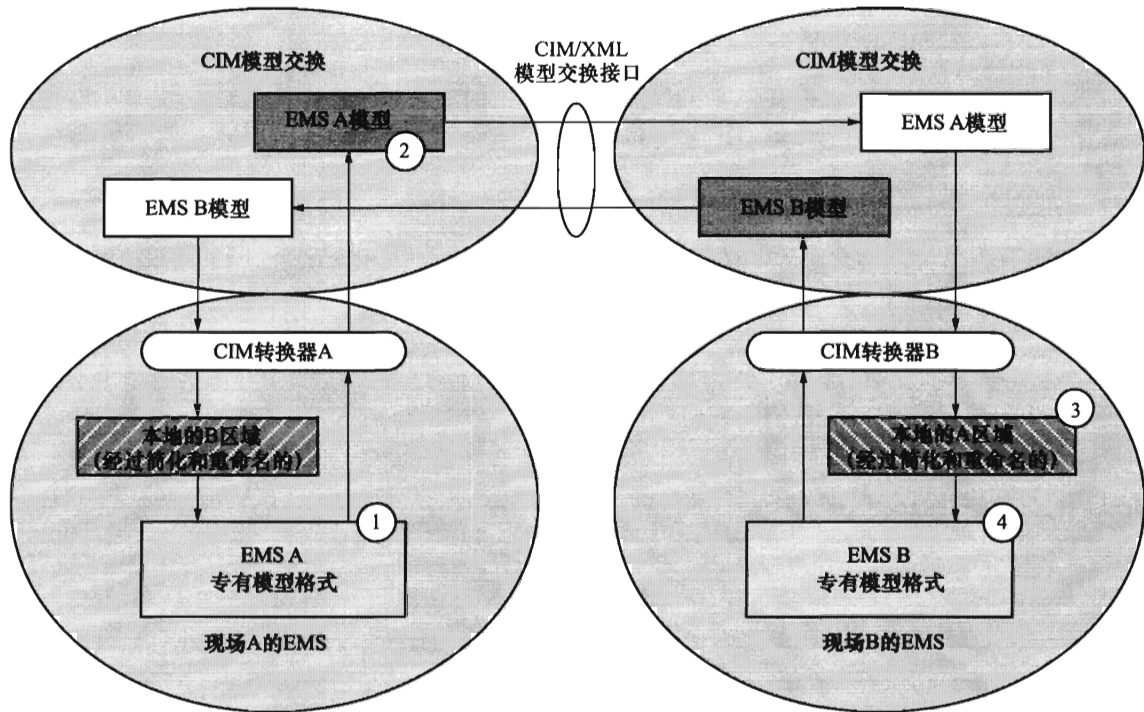 CIM模型交换
EMS A模型
2
EMS B模型
CIM转换器A
本地的B区域
(经过简化和重命名的)
1
EMS A
专有模型格式
现场A的EMS
CIM/XML
模型交换接口
CIM模型交换
EMS A模型
EMS B模型
CIM转换器B
3
本地的A区域
(经过简化和重命名的)
4
EMS B
专有模型格式
现场B的EMS